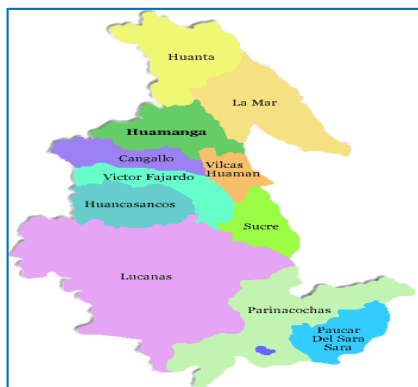 Huanta
La Mar
Huamanga
Cangallo
Vilcas
Huaman
Victor Fajardo
Huancasancos
Sucre
Lucanas
Parinacochas
Paucar
Del Sara
Sara